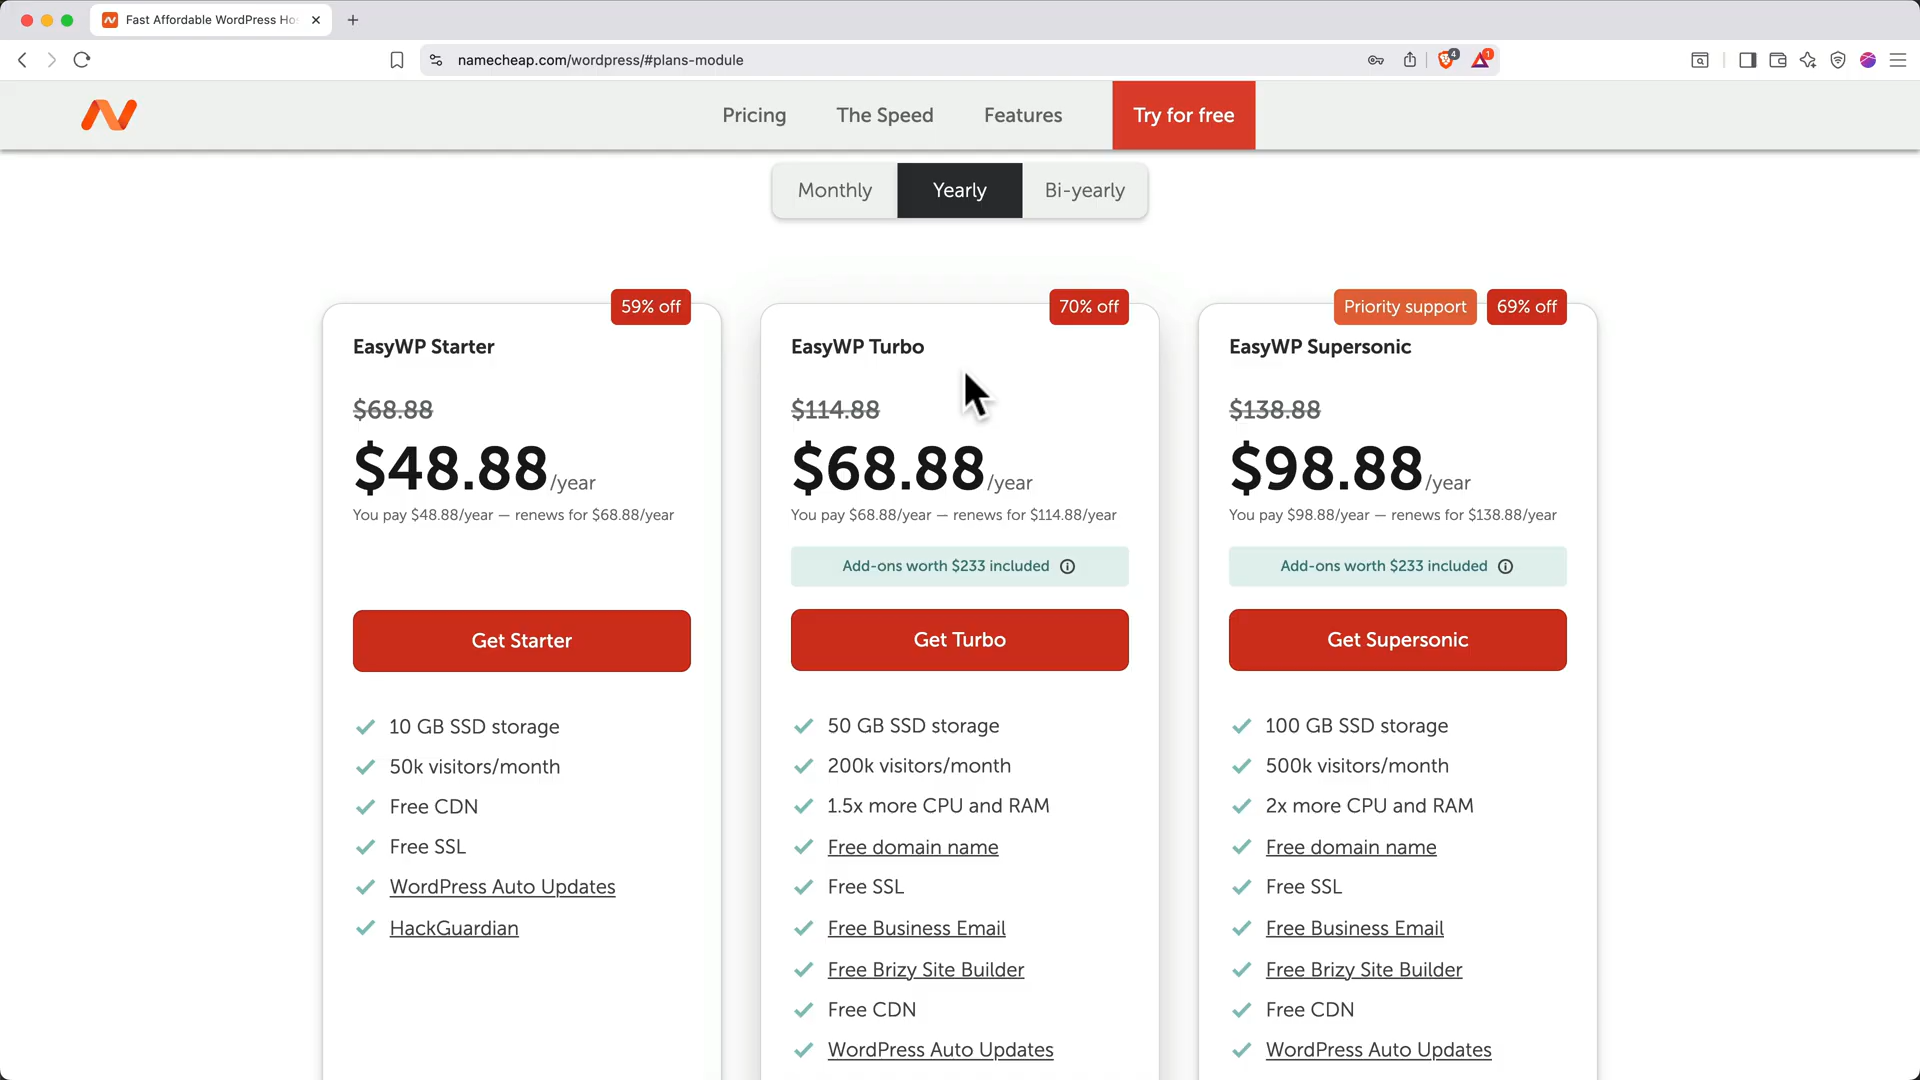 Fast Affordable WordPress Ho
namecheap.com/wordpress/#plans-module
4
1
Pricing
The Speed
Features
Try for free
Monthly
Yearly
Bi-yearly
59% off
EasyWP Starter
$68.88
$48.88/year
You pay $48.88/year — renews for $68.88/year
Get Starter
10 GB SSD storage
50k visitors/month
Free CDN
Free SSL
WordPress Auto Updates
HackGuardian
70% off
EasyWP Turbo
$114.88
$68.88/year
You pay $68.88/year — renews for $114.88/year
Add-ons worth $233 included
Get Turbo
50 GB SSD storage
200k visitors/month
1.5x more CPU and RAM
Free domain name
Free SSL
Free Business Email
Free Brizy Site Builder
Free CDN
WordPress Auto Updates
Priority support
69% off
EasyWP Supersonic
$138.88
$98.88/year
You pay $98.88/year — renews for $138.88/year
Add-ons worth $233 included
Get Supersonic
100 GB SSD storage
500k visitors/month
2x more CPU and RAM
Free domain name
Free SSL
Free Business Email
Free Brizy Site Builder
Free CDN
WordPress Auto Updates